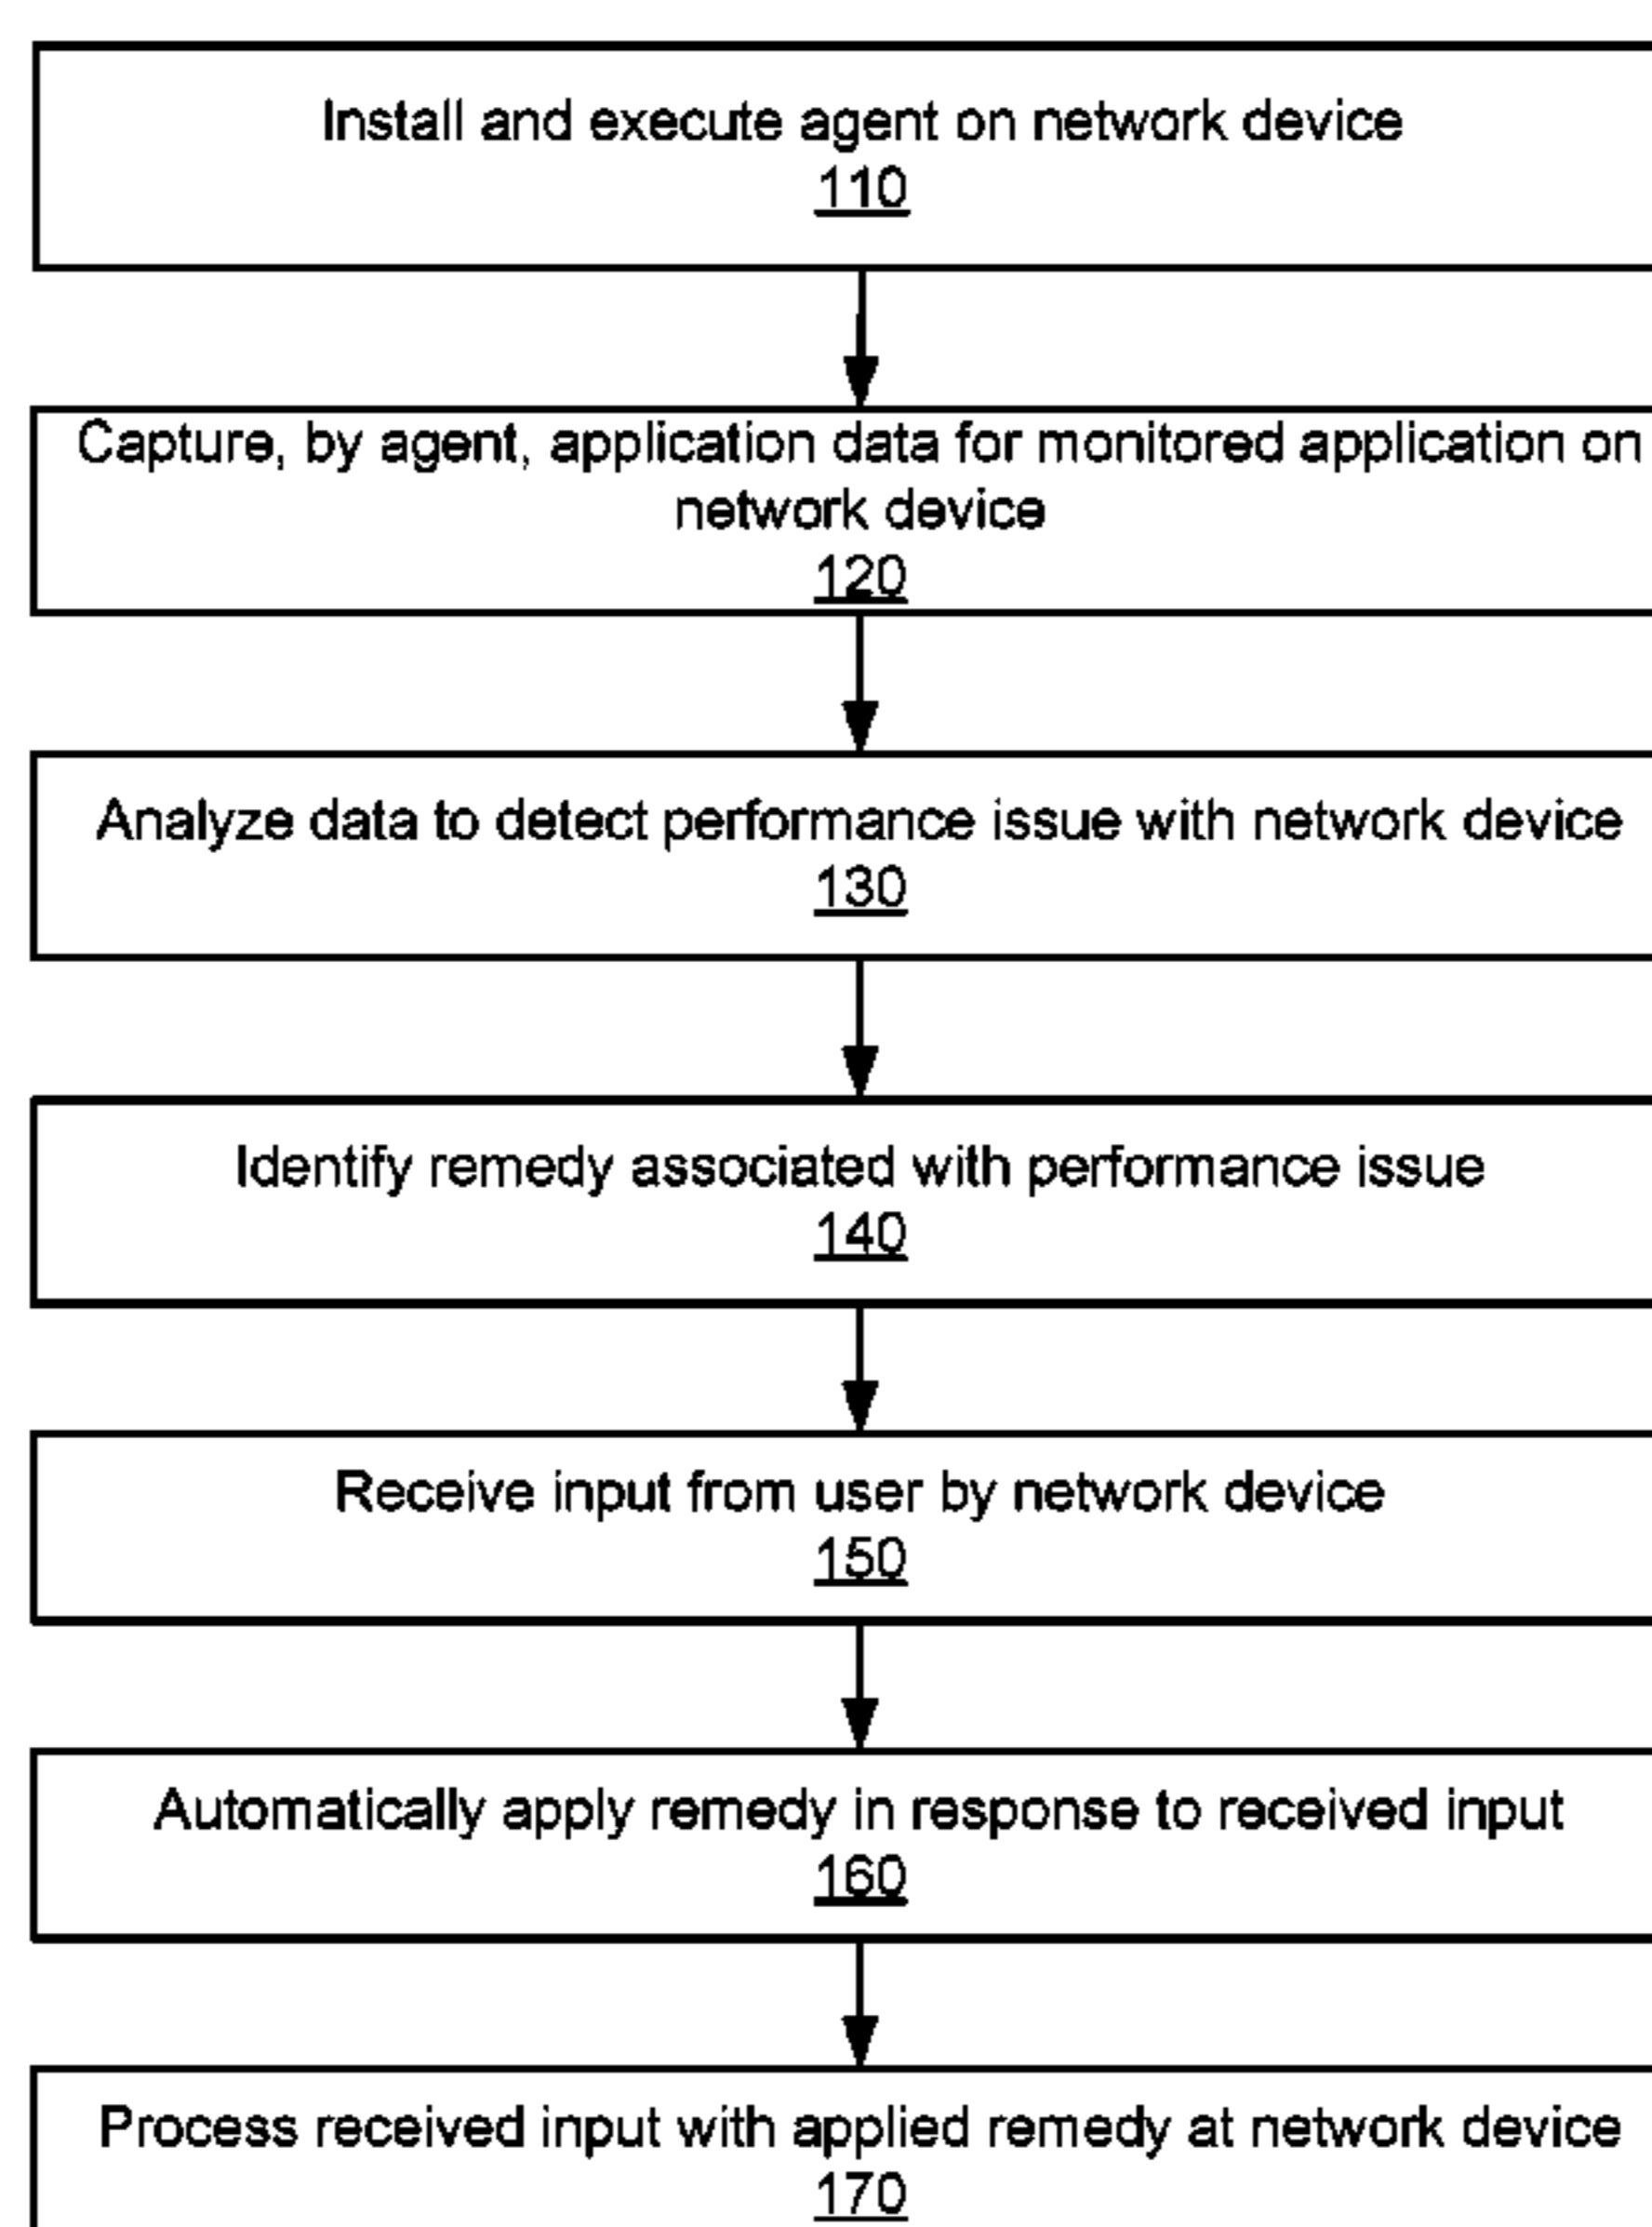 Install and execute agent on network device
110
Capture, by agent, application data for monitored application on
network device
120
Analyze data to detect performance issue with network device
130
Identify remedy associated with performance issue
140
Receive input from user by network device
150
Automatically apply remedy in response to received input
160
Process received input with applied remedy at network device
170